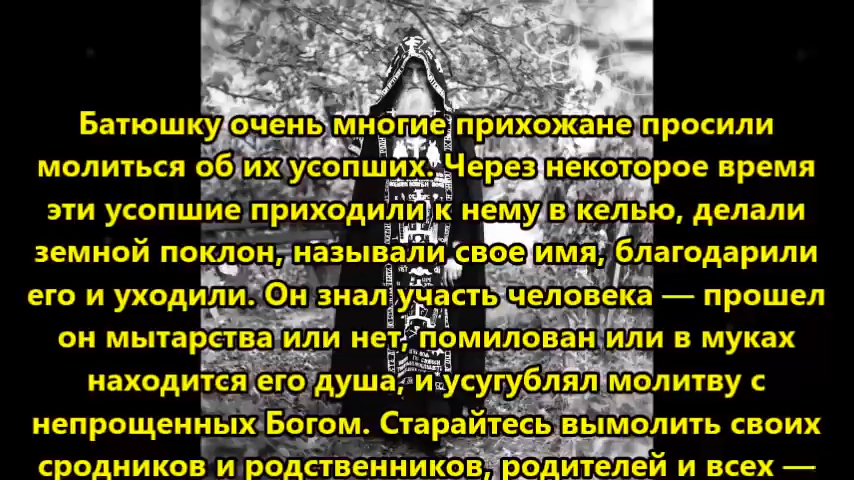 Батюшку очень многие прихожане просили
молиться об их усопших. Через некоторое время
эти усопшие приходили к нему в келью, делали
земной поклон, называли свое имя, благодарили
его и уходили. Он знал участь человека — прошел
он мытарства или нет, помилован или в муках
находится его душа, и усугублял молитву с
непрощенных Богом. Старайтесь вымолить своих
сродников и родственников, родителей и всех —